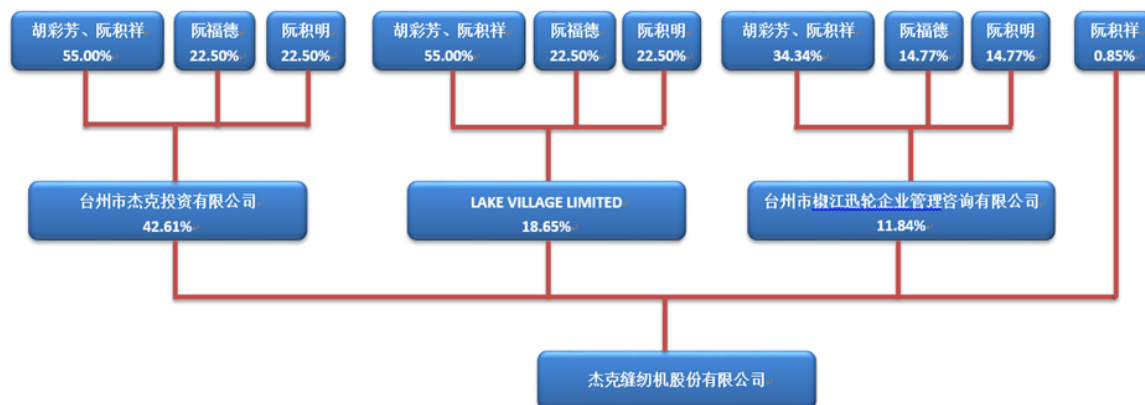 胡彩芳、阮积祥
55.00%
阮福德
22.50%
阮积明
22.50%
胡彩芳、阮积祥
55.00%
阮福德
22.50%
阮积明
22.50%
胡彩芳、阮积祥
34.34%
阮福德
14.77%
阮积明
14.77%
阮积祥
0.85%
台州市杰克投资有限公司
42.61%
LAKE VILLAGE LIMITED
18.65%
台州市椒江迅轮企业管理咨询有限公司
11.84%
杰克缝纫机股份有限公司